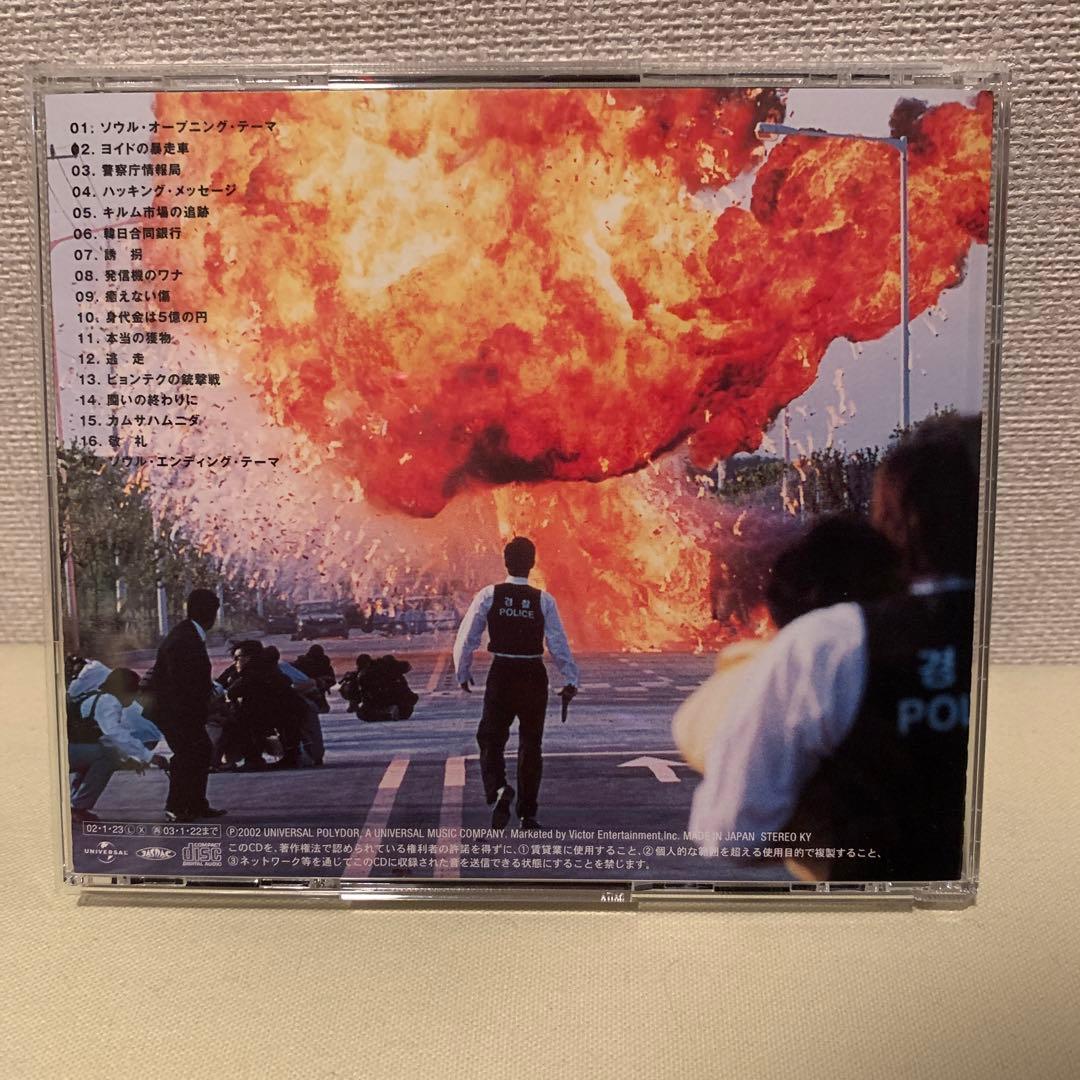 01. ソウル・オープニング・テーマ
02. ヨイドの暴走車
03. 警察庁情報局
04. ハッキング・メッセージ
05. キルム市場の追跡
06. 韓日合同銀行
07. 誘 拐
08. 発信機のワナ
09. 癒えない傷
10. 身代金は5億の円
11. 本当の獲物
12. 逃 走
13. ピョンテクの銃撃戦
14. 闘いの終わりに
15. カムサハムニダ
16. 敬 礼
17. ソウル・エンディング・テーマ
경찰
POLICE
경
POLI
02・1・23 Ⓛ Ⓧ 再 03・1・22まで
Ⓟ2002 UNIVERSAL POLYDOR, A UNIVERSAL MUSIC COMPANY. Marketed by Victor Entertainment,Inc. MADE IN JAPAN STEREO KY
UNIVERSAL
JASRAC
COMPACT
disc
DIGITAL AUDIO
このCDを、著作権法で認められている権利者の許諾を得ずに、①賃貸業に使用すること、② 個人的な範囲を超える使用目的で複製すること、
③ネットワーク等を通じてこのCDに収録された音を送信できる状態にすることを禁じます。